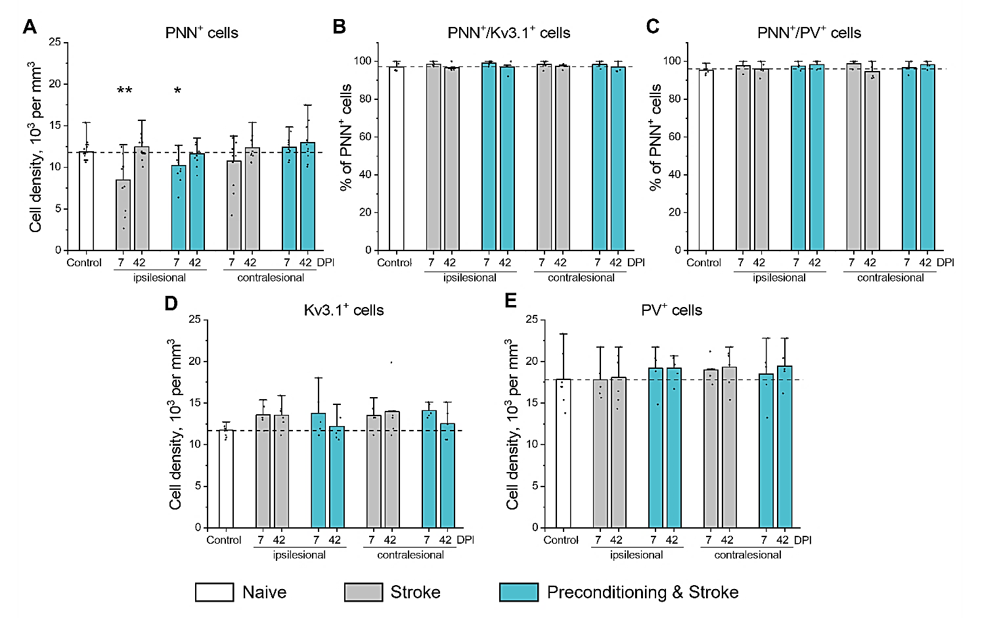 A
PNN⁺ cells
Cell density, 10³ per mm³
25
20
15
10
5
0
**
*
Control
7 42 7 42 7 42 7 42 DPI
ipsilesional contralesional
B
PNN⁺/Kv3.1⁺ cells
% of PNN⁺ cells
100
80
60
40
20
0
Control
7 42 7 42 7 42 7 42 DPI
ipsilesional contralesional
C
PNN⁺/PV⁺ cells
% of PNN⁺ cells
100
80
60
40
20
0
Control
7 42 7 42 7 42 7 42 DPI
ipsilesional contralesional
D
Kv3.1⁺ cells
Cell density, 10³ per mm³
25
20
15
10
5
0
Control
7 42 7 42 7 42 7 42 DPI
ipsilesional contralesional
E
PV⁺ cells
Cell density, 10³ per mm³
25
20
15
10
5
0
Control
7 42 7 42 7 42 7 42 DPI
ipsilesional contralesional
Naive Stroke Preconditioning & Stroke